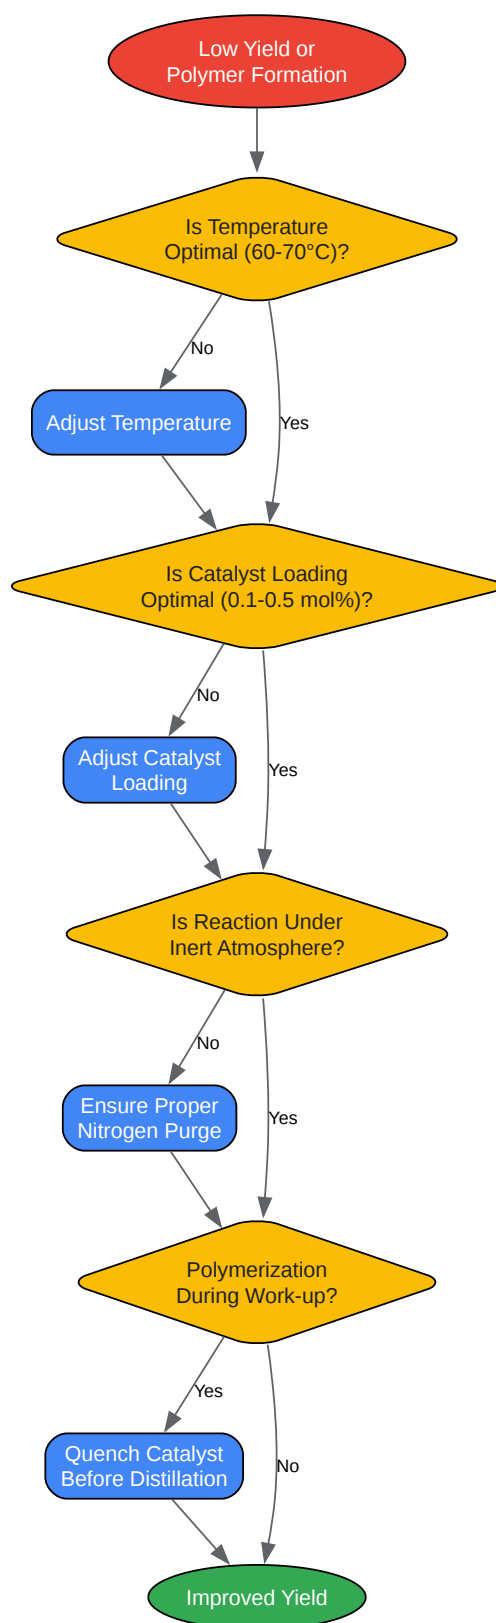 Low Yield or
Polymer Formation
Is Temperature
Optimal (60-70°C)?
No
Adjust Temperature
Yes
Is Catalyst Loading
Optimal (0.1-0.5 mol%)?
No
Adjust Catalyst
Loading
Yes
Is Reaction Under
Inert Atmosphere?
No
Ensure Proper
Nitrogen Purge
Yes
Polymerization
During Work-up?
Yes
Quench Catalyst
Before Distillation
No
Improved Yield